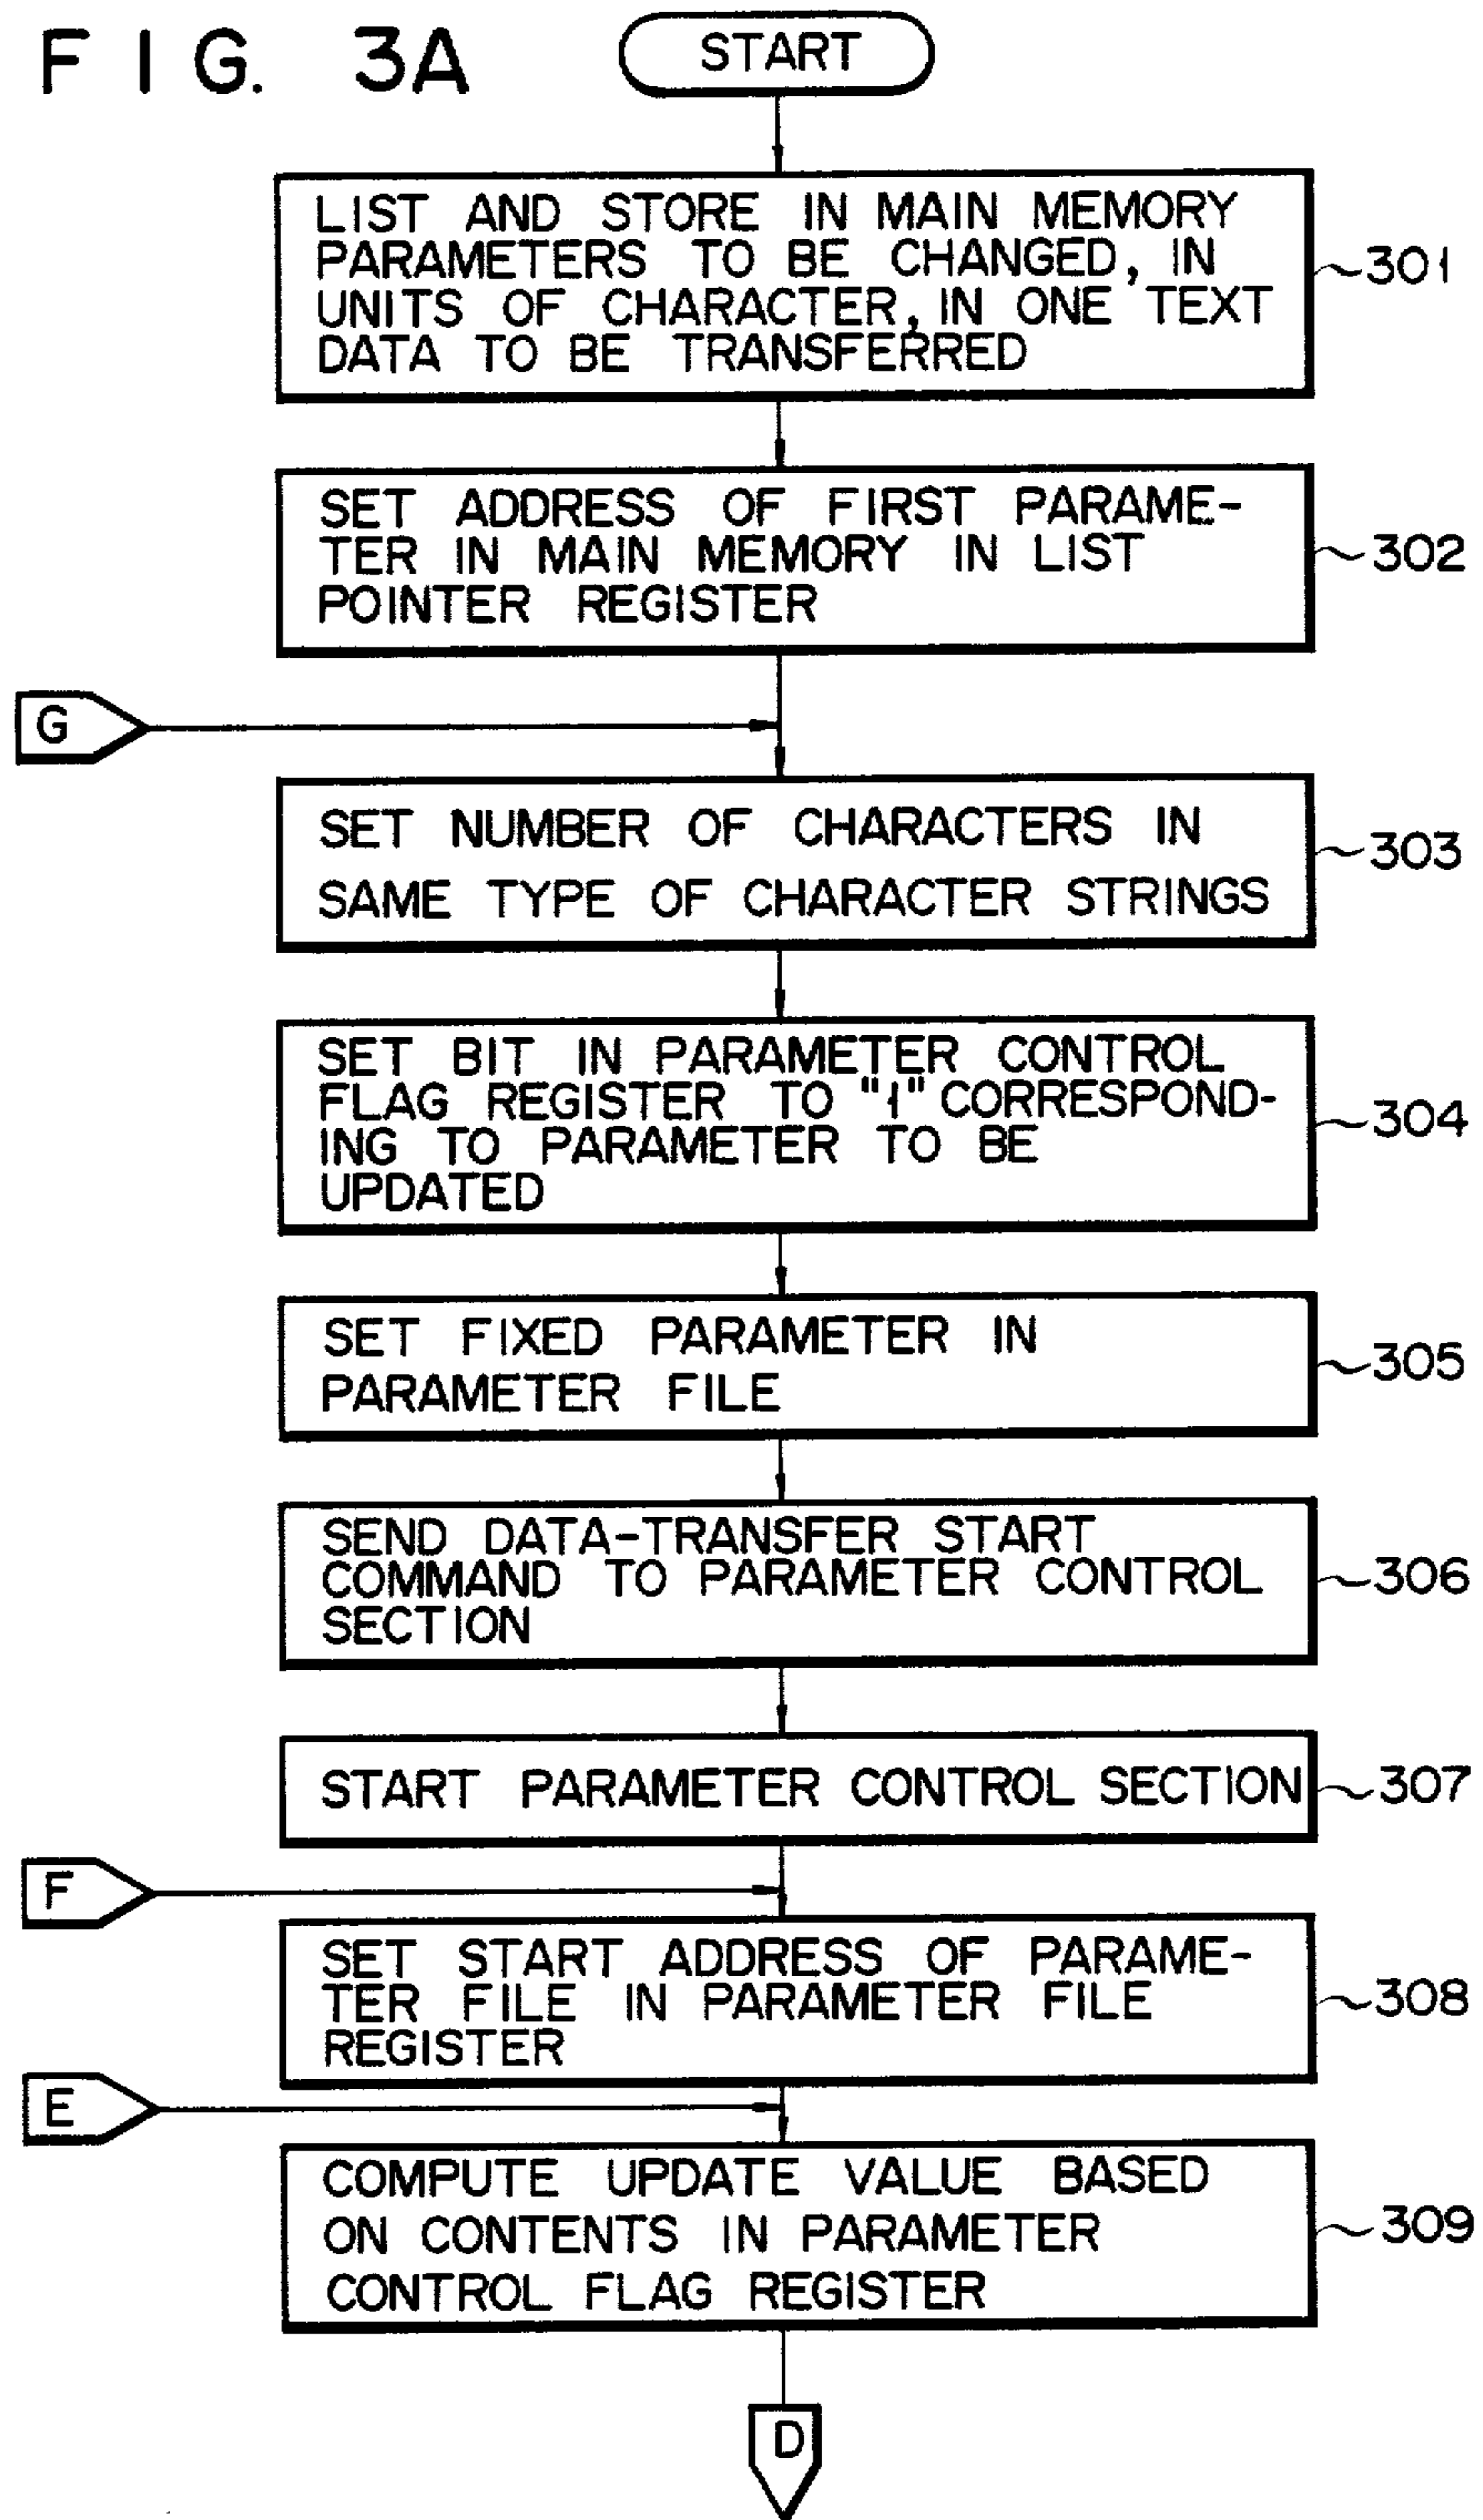 FIG. 3A
START
LIST AND STORE IN MAIN MEMORY
PARAMETERS TO BE CHANGED, IN
UNITS OF CHARACTER, IN ONE TEXT
DATA TO BE TRANSFERRED
301
SET ADDRESS OF FIRST PARAME-
TER IN MAIN MEMORY IN LIST
POINTER REGISTER
302
G
SET NUMBER OF CHARACTERS IN
SAME TYPE OF CHARACTER STRINGS
303
SET BIT IN PARAMETER CONTROL
FLAG REGISTER TO "1" CORRESPOND-
ING TO PARAMETER TO BE
UPDATED
304
SET FIXED PARAMETER IN
PARAMETER FILE
305
SEND DATA-TRANSFER START
COMMAND TO PARAMETER CONTROL
SECTION
306
START PARAMETER CONTROL SECTION
307
F
SET START ADDRESS OF PARAME-
TER FILE IN PARAMETER FILE
REGISTER
308
E
COMPUTE UPDATE VALUE BASED
ON CONTENTS IN PARAMETER
CONTROL FLAG REGISTER
309
D